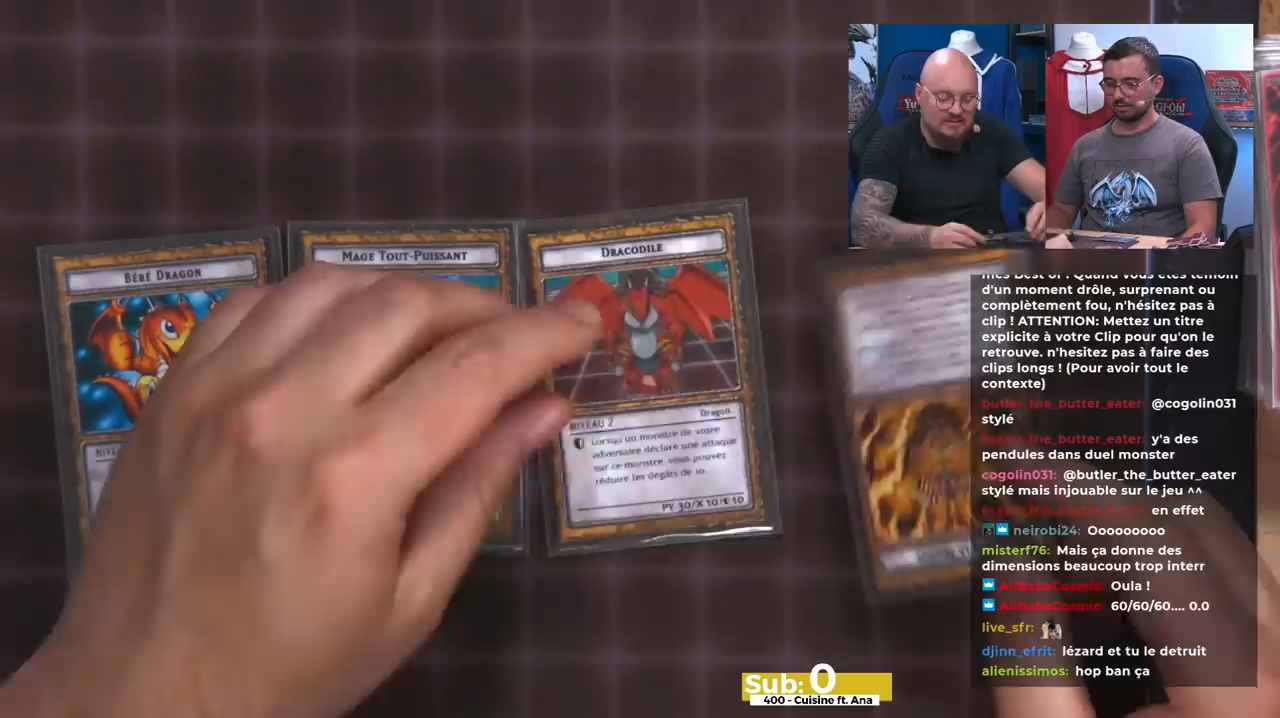 BÉBÉ DRAGON
MAGE TOUT-PUISSANT
DRACODILE
NIVEAU 2
Dragon
Lorsqu'un monstre de votre
adversaire déclare une attaque
sur ce monstre, vous pouvez
réduire les dégâts de 10.
PY 30/X 10/ 10
mes Best of ! Quand vous êtes témoin
d'un moment drôle, surprenant ou
complètement fou, n'hésitez pas à
clip ! ATTENTION: Mettez un titre
explicite à votre Clip pour qu'on le
retrouve. n'hesitez pas à faire des
clips longs ! (Pour avoir tout le
contexte)
butler_the_butter_eater: @cogolin031
stylé
butler_the_butter_eater: y'a des
pendules dans duel monster
cogolin031: @butler_the_butter_eater
stylé mais injouable sur le jeu ^^
butler_the_butter_eater: en effet
neirobi24: Ooooooooo
misterf76: Mais ça donne des
dimensions beaucoup trop interr
AliBabaCosmic: Oula !
AliBabaCosmic: 60/60/60.... 0.0
live_sfr:
djinn_efrit: lézard et tu le detruit
alienissimos: hop ban ça
Sub: 0
400 - Cuisine ft. Ana